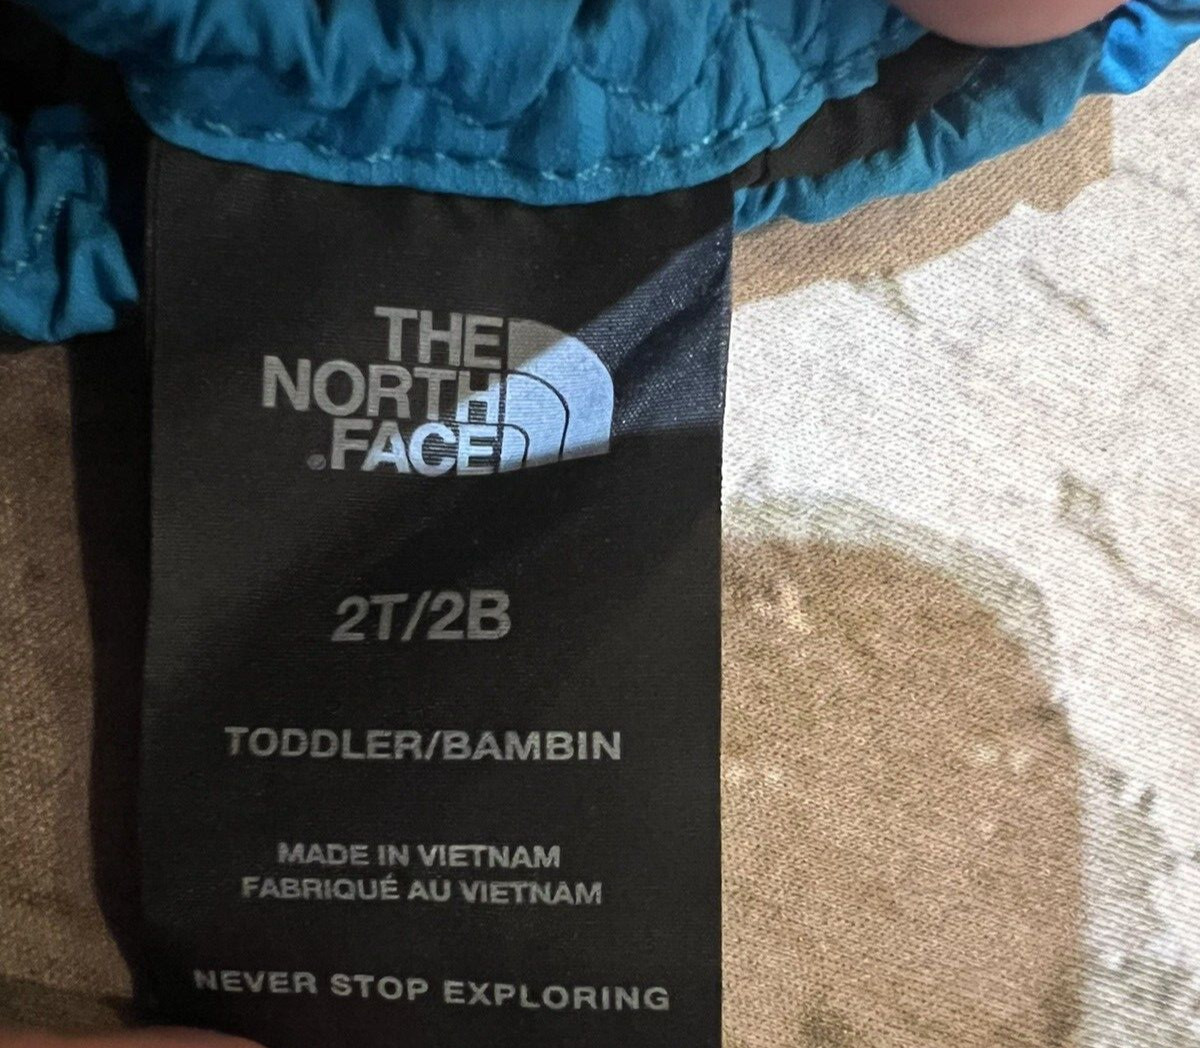 THE
NORTH
®FACE
2T/2B
TODDLER/BAMBIN
MADE IN VIETNAM
FABRIQUÉ AU VIETNAM
NEVER STOP EXPLORING